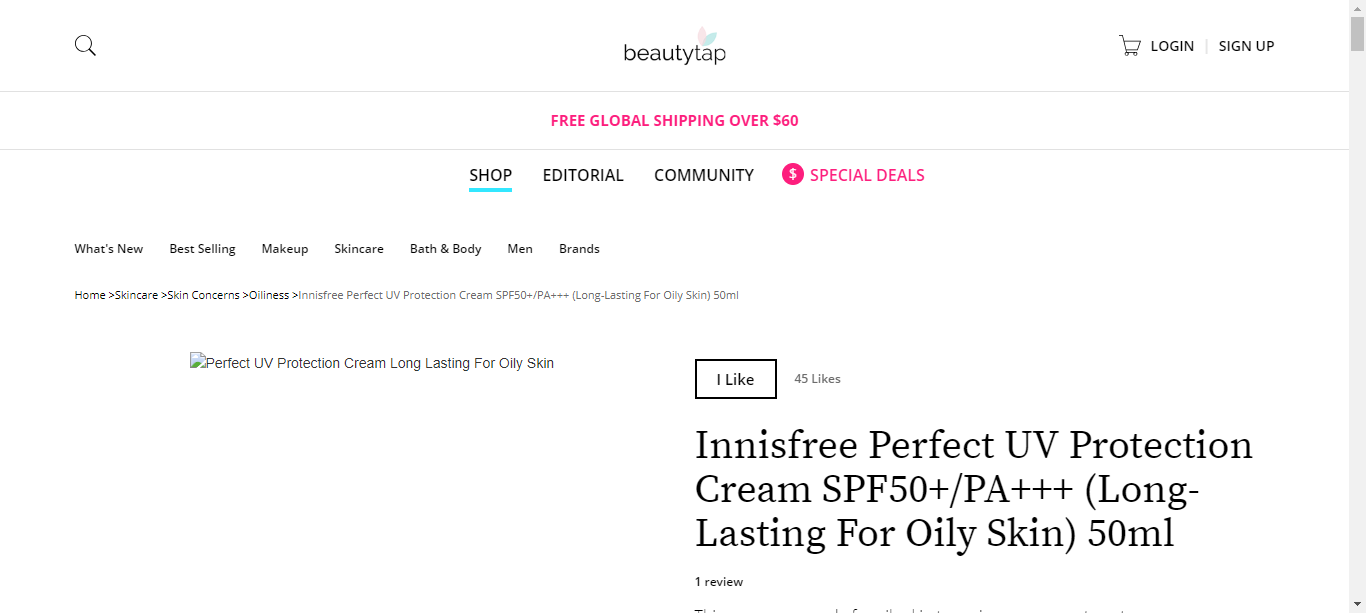 beautytap
LOGIN | SIGN UP
FREE GLOBAL SHIPPING OVER $60
SHOP EDITORIAL COMMUNITY $ SPECIAL DEALS
What's New Best Selling Makeup Skincare Bath & Body Men Brands
Home >Skincare >Skin Concerns >Oiliness >Innisfree Perfect UV Protection Cream SPF50+/PA+++ (Long-Lasting For Oily Skin) 50ml
Perfect UV Protection Cream Long Lasting For Oily Skin
I Like 45 Likes
Innisfree Perfect UV Protection
Cream SPF50+/PA+++ (Long-
Lasting For Oily Skin) 50ml
1 review